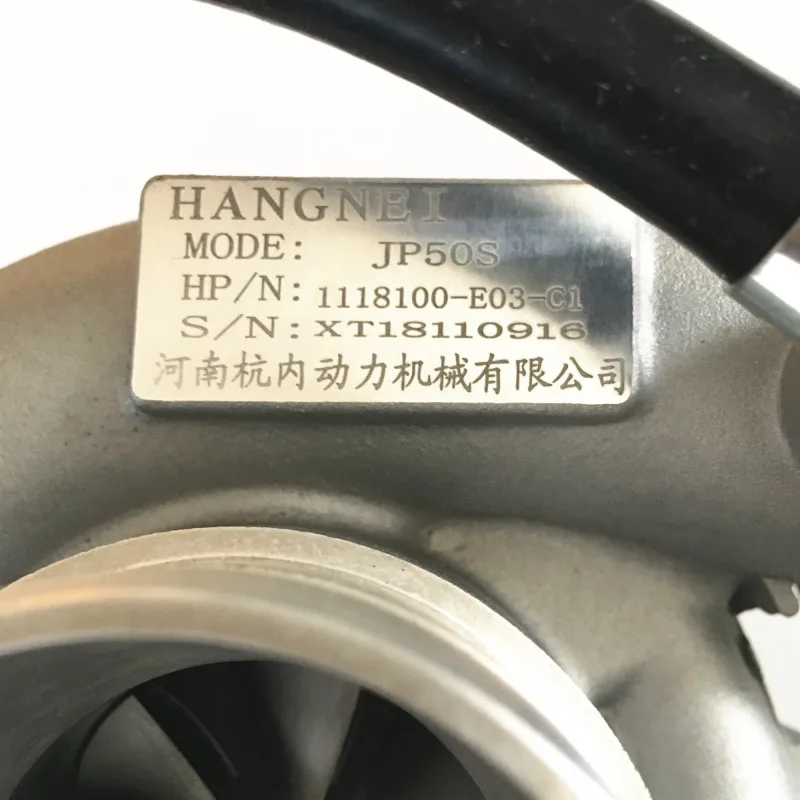 HANGNEI
MODE: JP50S
HP/N: 1118100-E03-C1
S/N: XT18110916
河南杭内动力机械有限公司